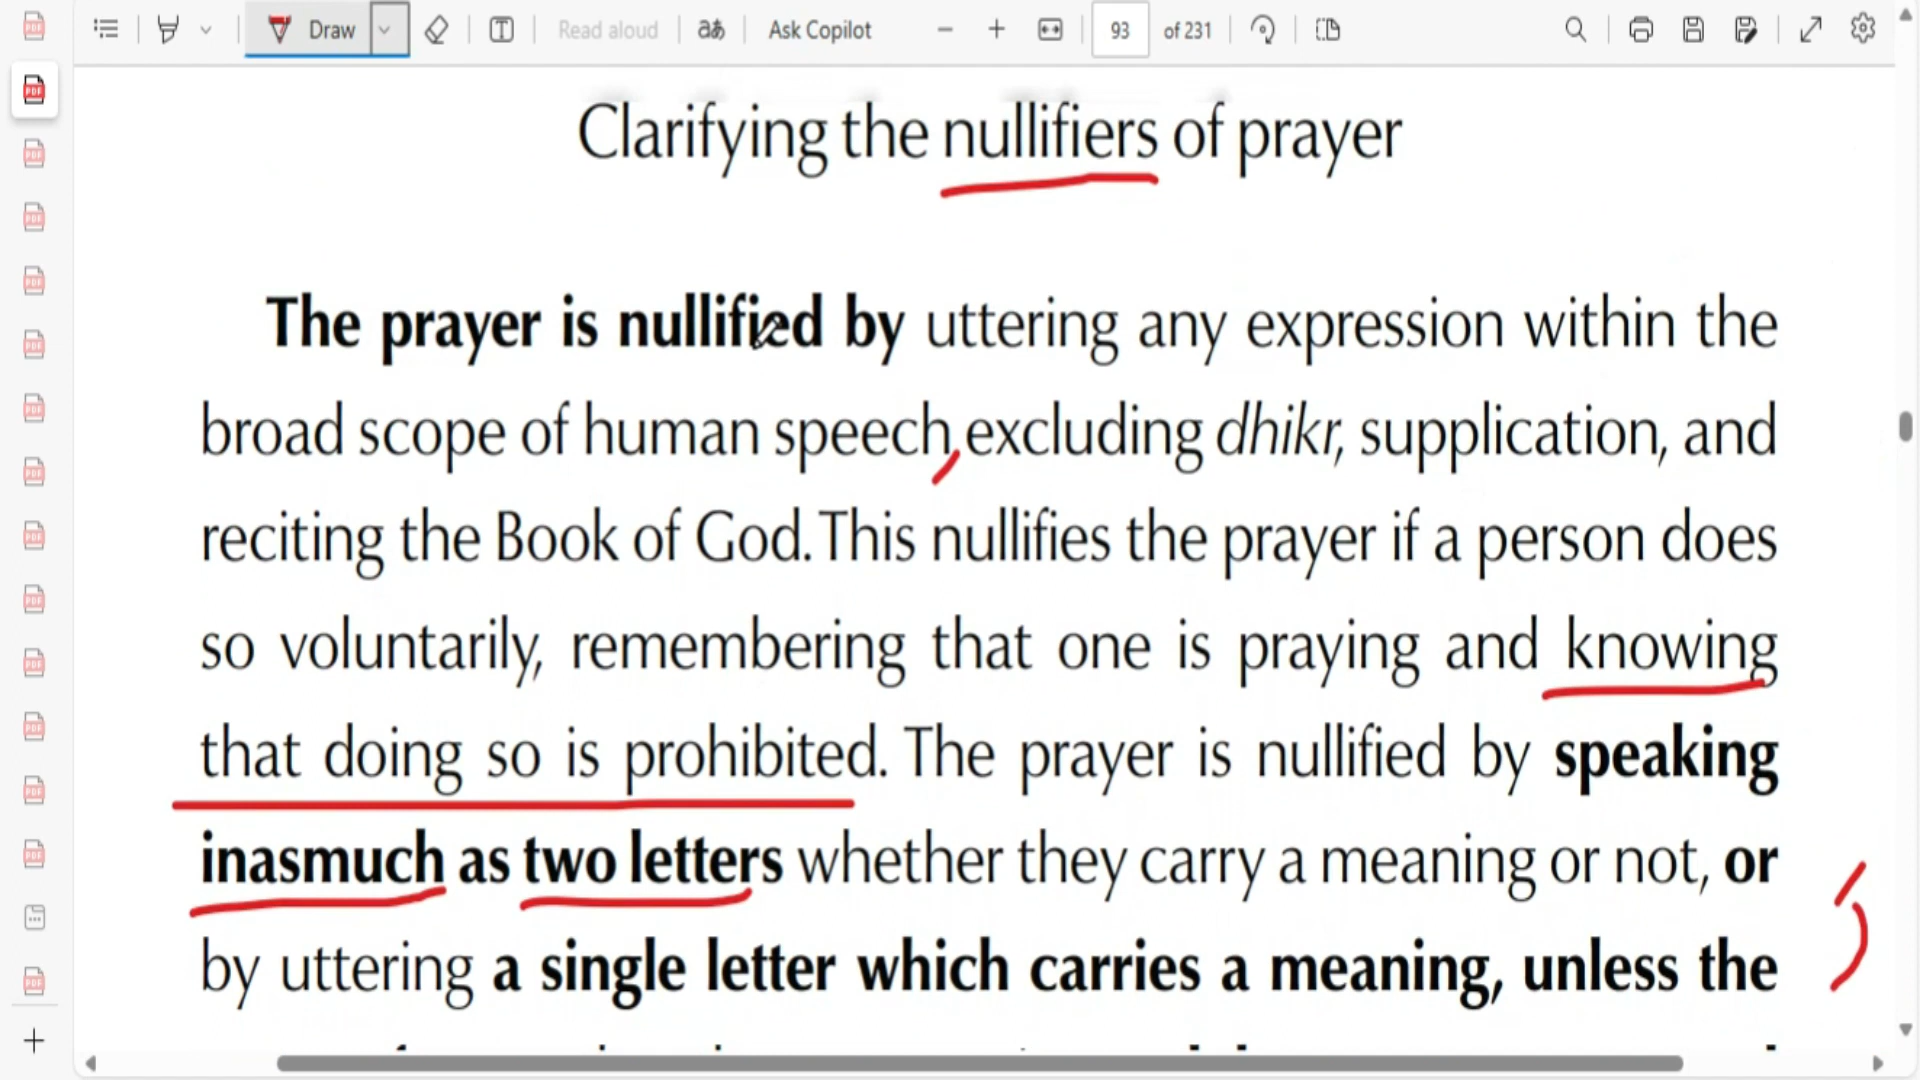 Draw Read aloud aあ Ask Copilot 93 of 231
Clarifying the nullifiers of prayer
The prayer is nullified by uttering any expression within the
broad scope of human speech, excluding dhikr, supplication, and
reciting the Book of God. This nullifies the prayer if a person does
so voluntarily, remembering that one is praying and knowing
that doing so is prohibited. The prayer is nullified by speaking
inasmuch as two letters whether they carry a meaning or not, or
by uttering a single letter which carries a meaning, unless the